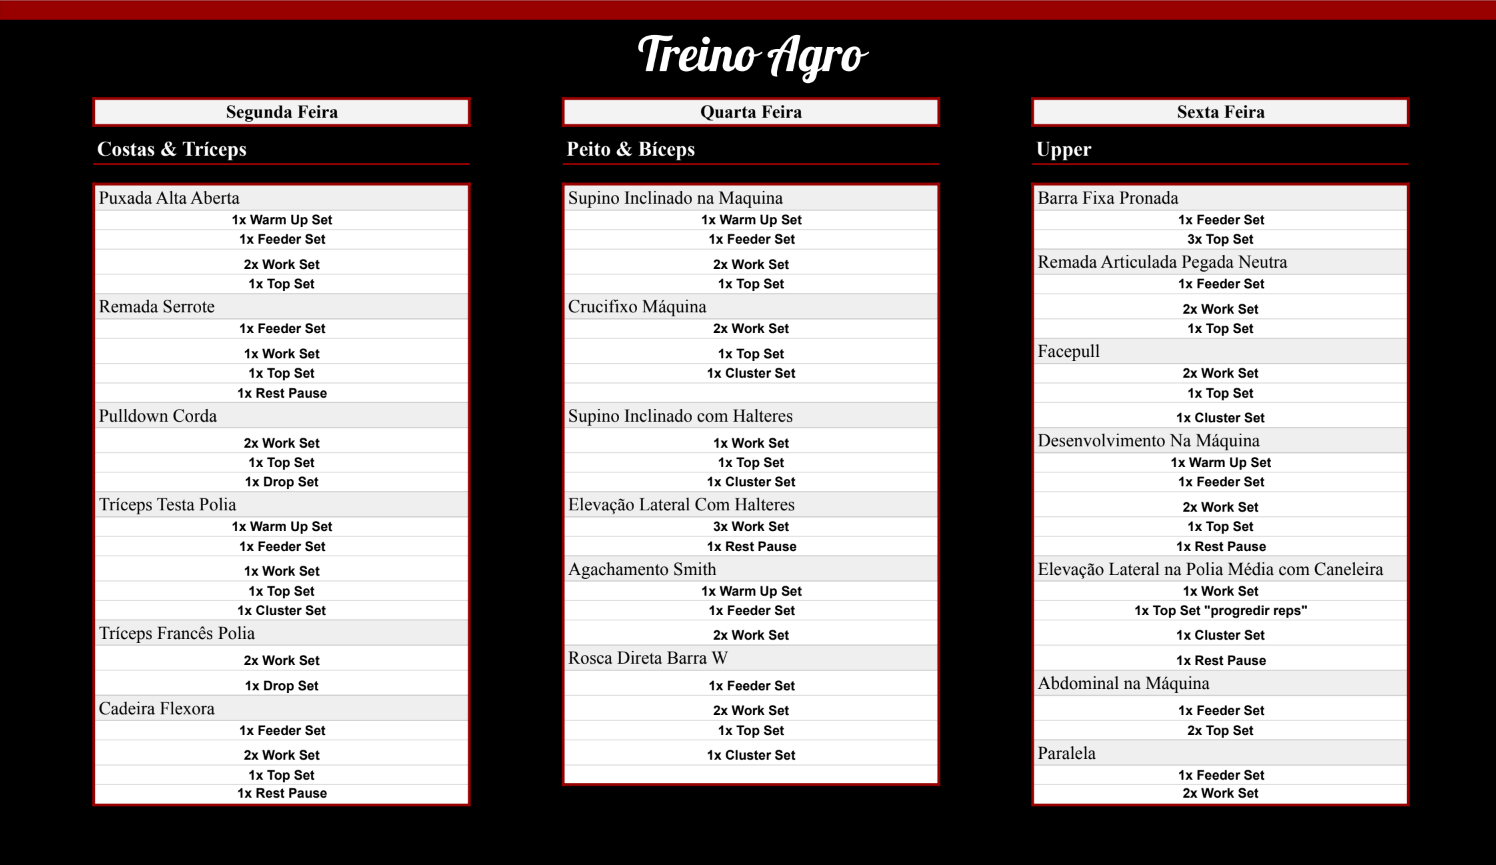 Treino Agro
Segunda Feira
Costas & Tríceps
Puxada Alta Aberta
1x Warm Up Set
1x Feeder Set
2x Work Set
1x Top Set
Remada Serrote
1x Feeder Set
1x Work Set
1x Top Set
1x Rest Pause
Pulldown Corda
2x Work Set
1x Top Set
1x Drop Set
Tríceps Testa Polia
1x Warm Up Set
1x Feeder Set
1x Work Set
1x Top Set
1x Cluster Set
Tríceps Francês Polia
2x Work Set
1x Drop Set
Cadeira Flexora
1x Feeder Set
2x Work Set
1x Top Set
1x Rest Pause
Quarta Feira
Peito & Bíceps
Supino Inclinado na Maquina
1x Warm Up Set
1x Feeder Set
2x Work Set
1x Top Set
Crucifixo Máquina
2x Work Set
1x Top Set
1x Cluster Set
Supino Inclinado com Halteres
1x Work Set
1x Top Set
1x Cluster Set
Elevação Lateral Com Halteres
3x Work Set
1x Rest Pause
Agachamento Smith
1x Warm Up Set
1x Feeder Set
2x Work Set
Rosca Direta Barra W
1x Feeder Set
2x Work Set
1x Top Set
1x Cluster Set
Sexta Feira
Upper
Barra Fixa Pronada
1x Feeder Set
3x Top Set
Remada Articulada Pegada Neutra
1x Feeder Set
2x Work Set
1x Top Set
Facepull
2x Work Set
1x Top Set
1x Cluster Set
Desenvolvimento Na Máquina
1x Warm Up Set
1x Feeder Set
2x Work Set
1x Top Set
1x Rest Pause
Elevação Lateral na Polia Média com Caneleira
1x Work Set
1x Top Set "progredir reps"
1x Cluster Set
1x Rest Pause
Abdominal na Máquina
1x Feeder Set
2x Top Set
Paralela
1x Feeder Set
2x Work Set